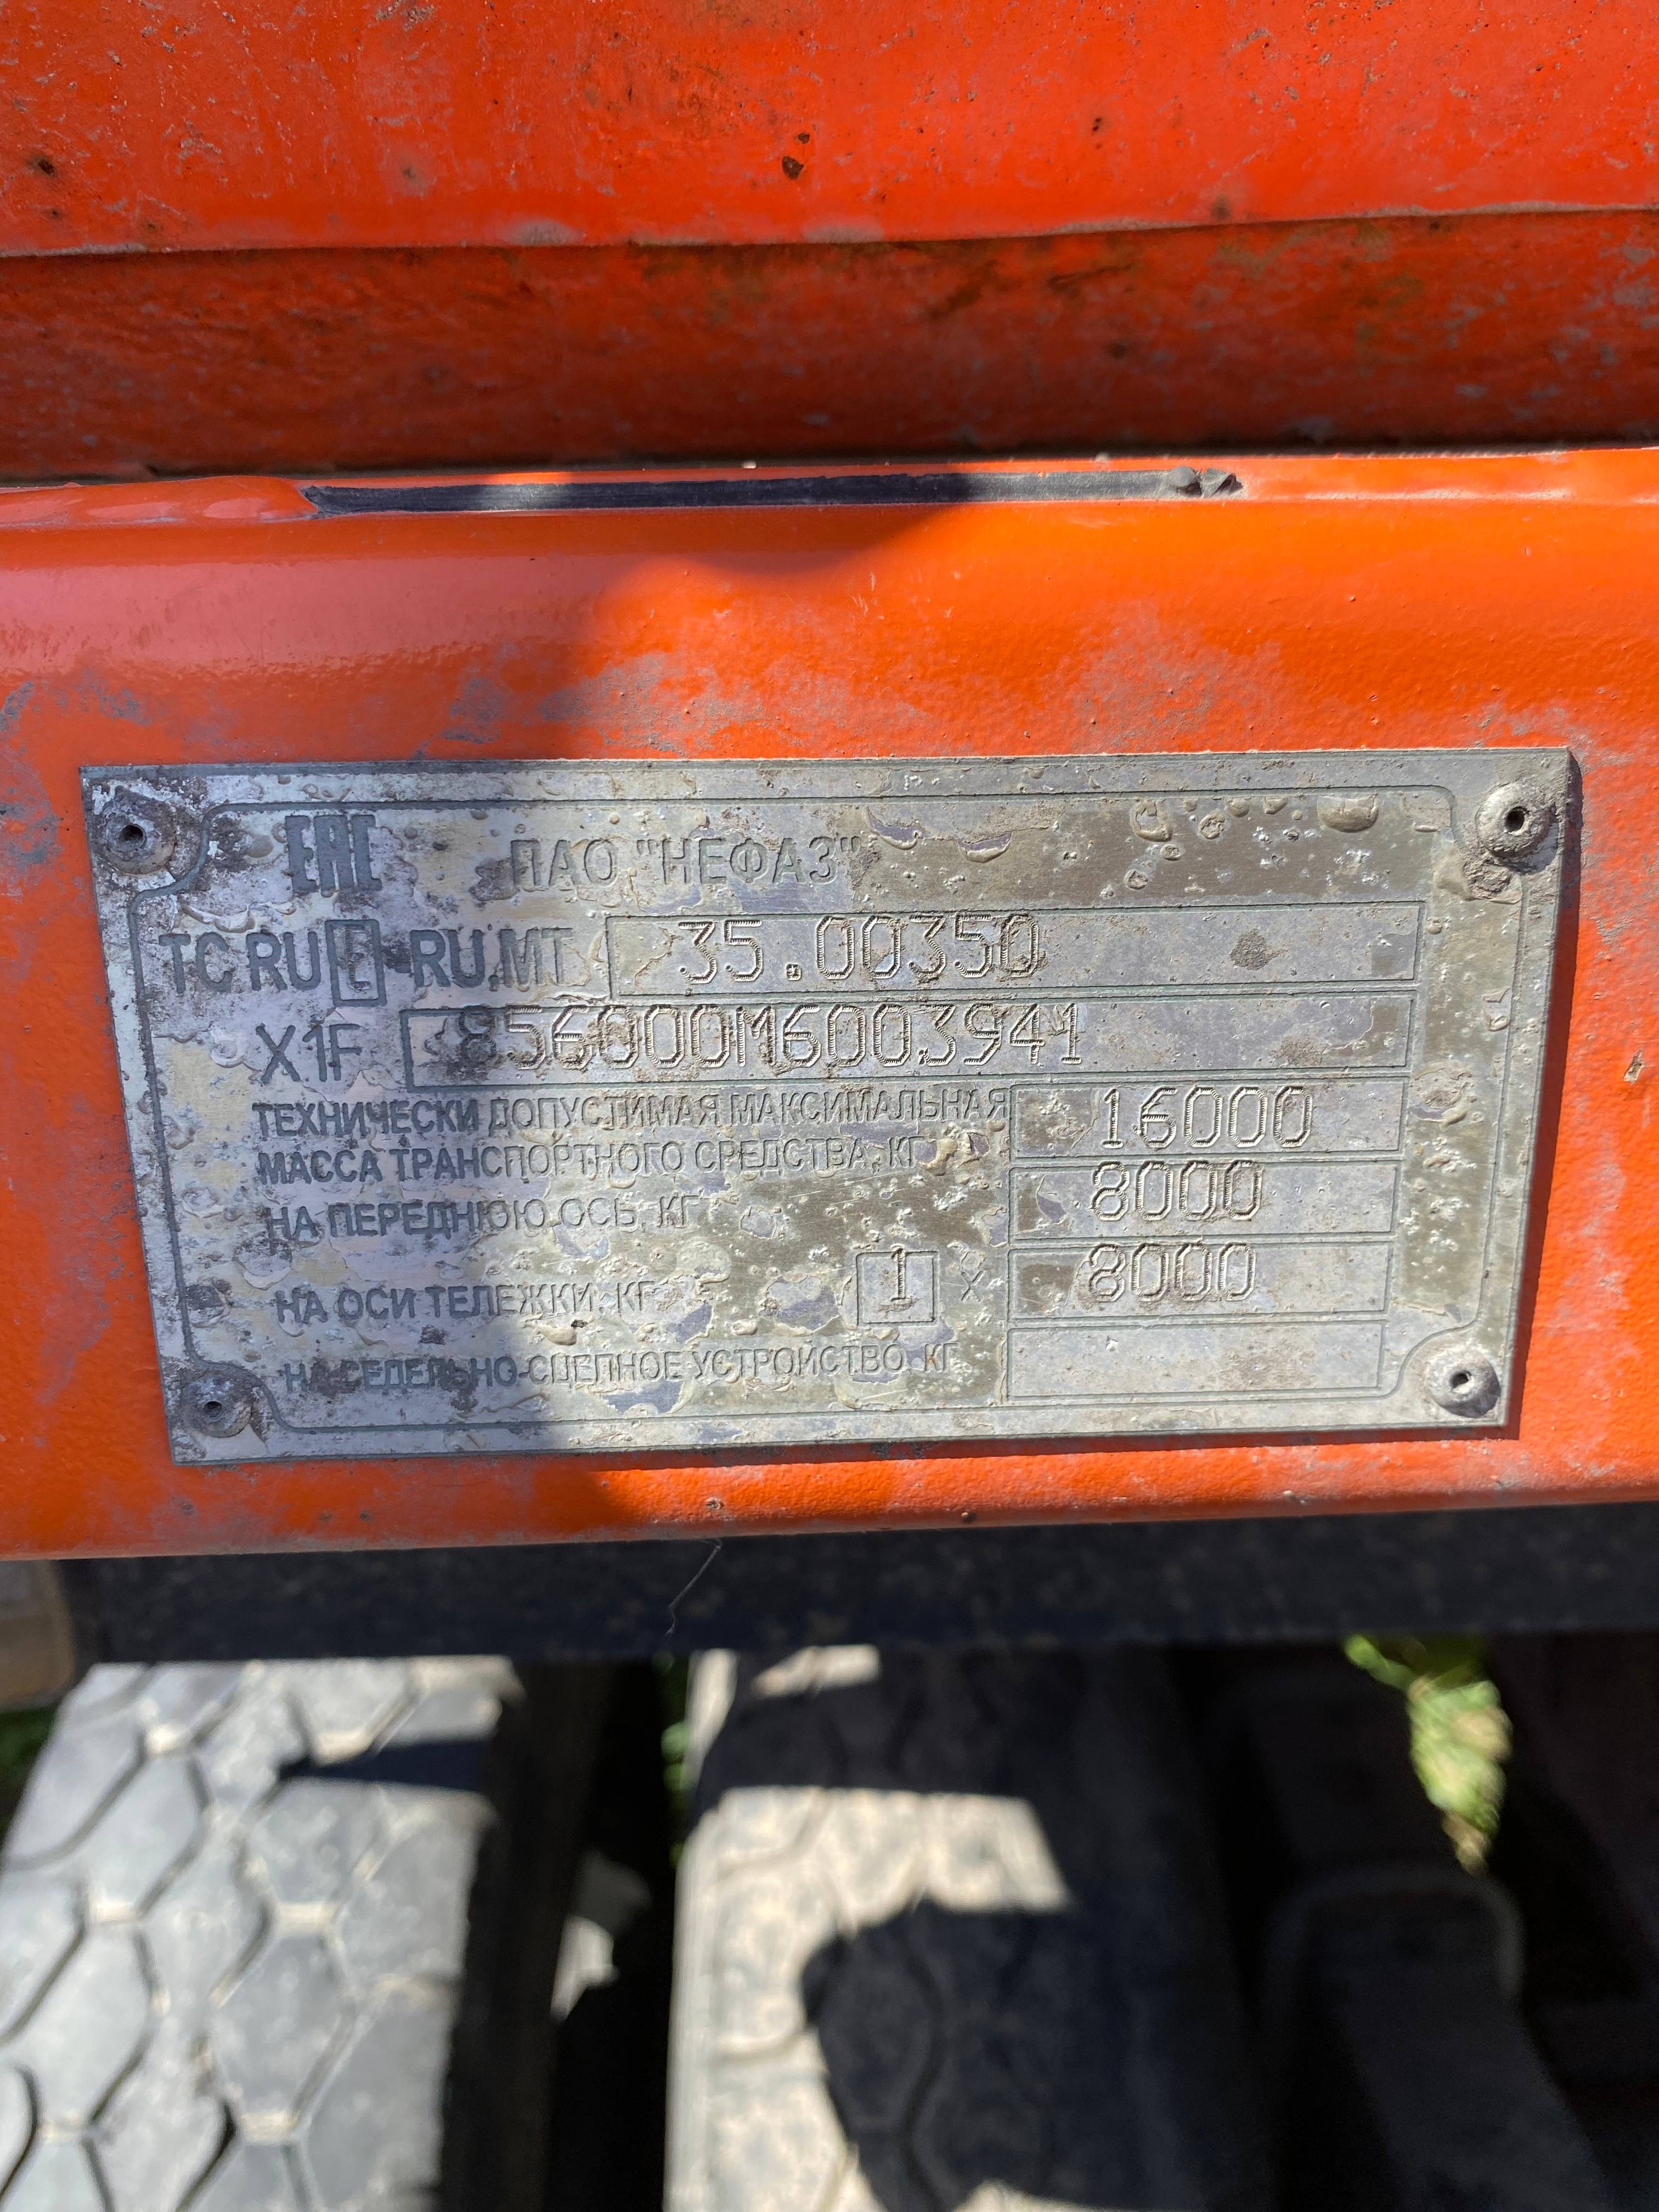 ЕАС ПАО "НЕФАЗ"
ТС RU E-RU.МТ 35.00350
X1F 856000M6003941
ТЕХНИЧЕСКИ ДОПУСТИМАЯ МАКСИМАЛЬНАЯ
МАССА ТРАНСПОРТНОГО СРЕДСТВА, КГ 16000
НА ПЕРЕДНЮЮ ОСЬ, КГ 8000
НА ОСИ ТЕЛЕЖКИ, КГ 1 x 8000
НА СЕДЕЛЬНО-СЦЕПНОЕ УСТРОЙСТВО, КГ